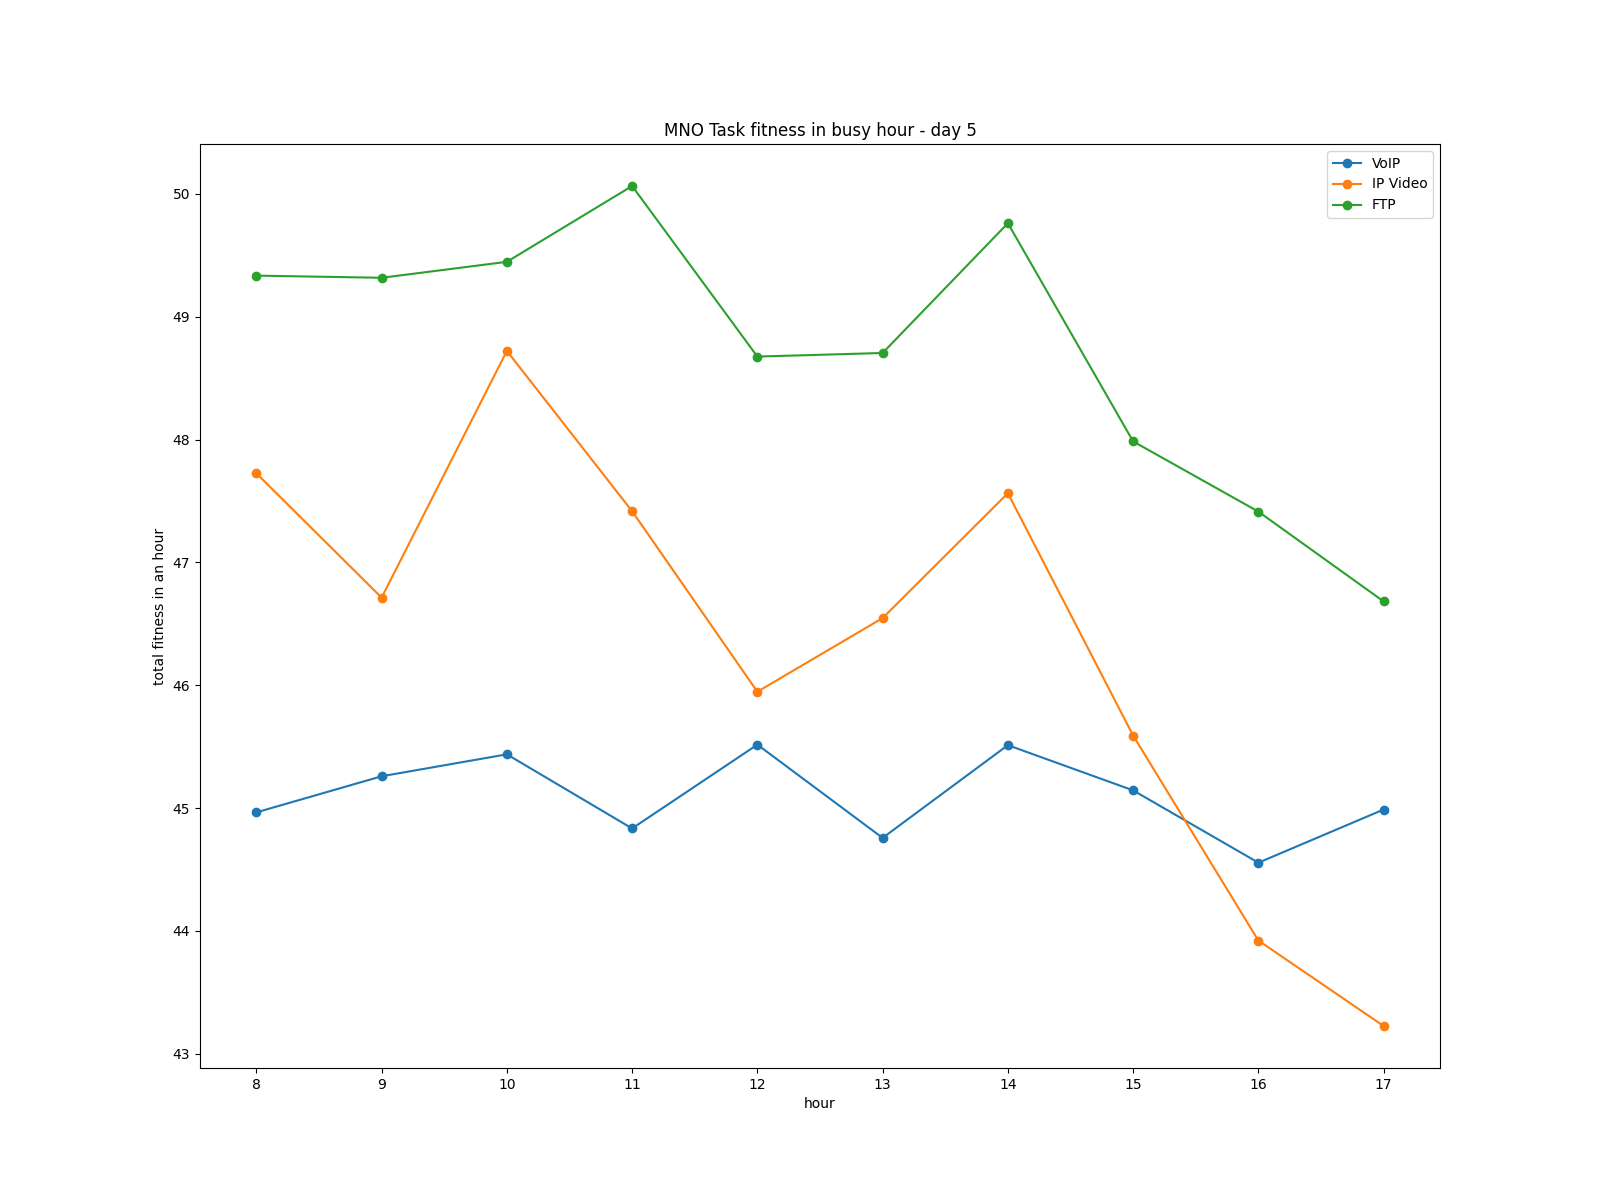 MNO Task fitness in busy hour - day 5
VoIP
IP Video
FTP
50
49
48
47
46
45
44
43
total fitness in an hour
8 9 10 11 12 13 14 15 16 17
hour